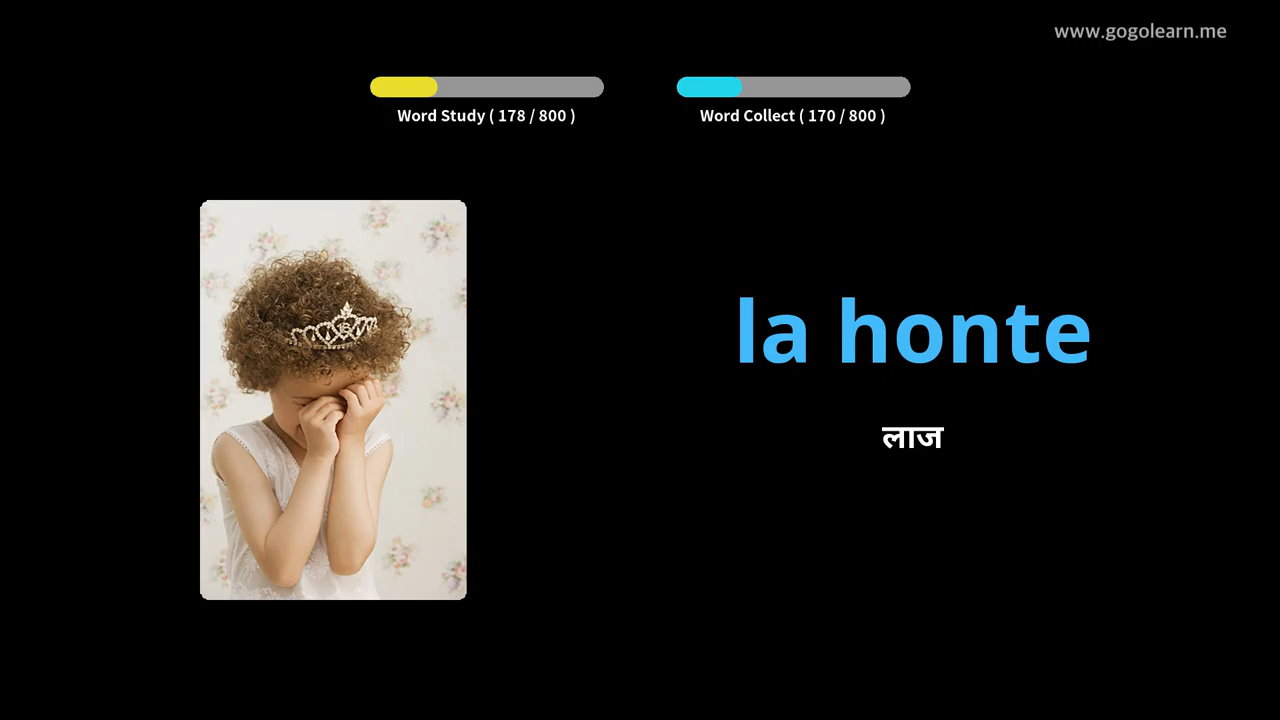 www.gogolearn.me
Word Study ( 178 / 800 )
Word Collect ( 170 / 800 )
la honte
लाज